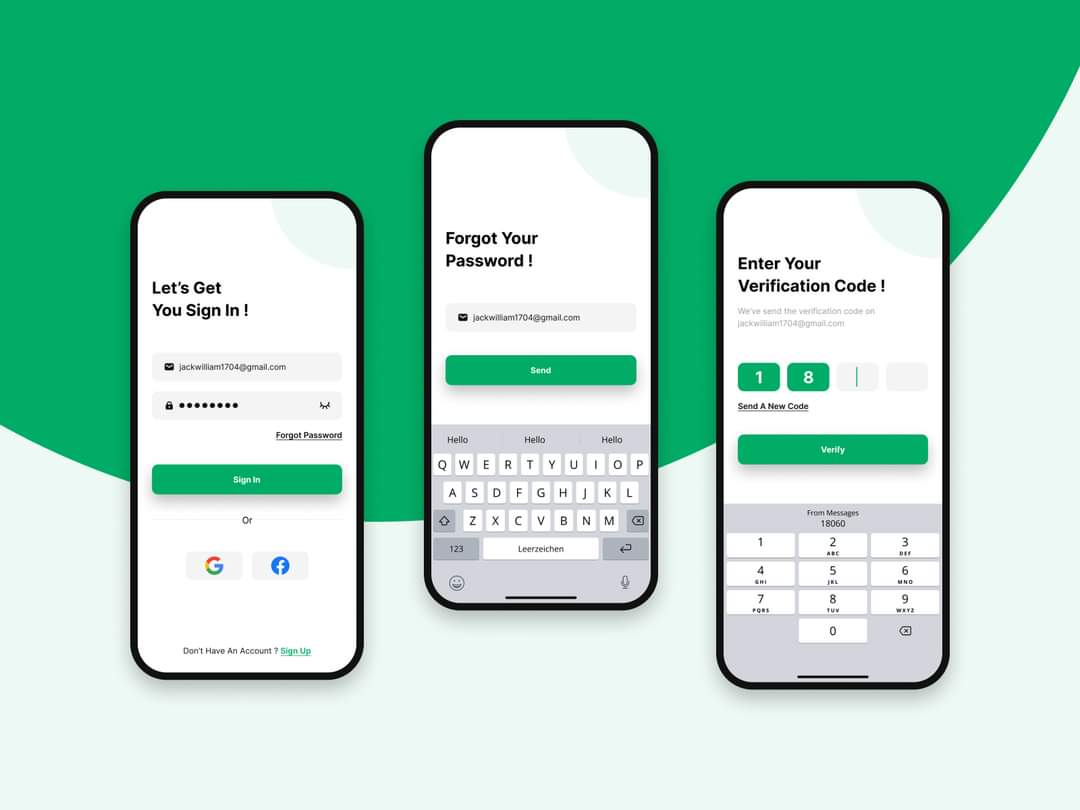 Let's Get
You Sign In !
jackwilliam1704@gmail.com
Forgot Password
Sign In
Or
Don't Have An Account ? Sign Up
Forgot Your
Password !
jackwilliam1704@gmail.com
Send
Hello Hello Hello
Q W E R T Y U I O P
A S D F G H J K L
Z X C V B N M
123 Leerzeichen
Enter Your
Verification Code !
We've send the verification code on
jackwilliam1704@gmail.com
1 8
Send A New Code
Verify
From Messages
18060
1 2 3
ABC DEF
4 5 6
GHI JKL MNO
7 8 9
PQRS TUV WXYZ
0